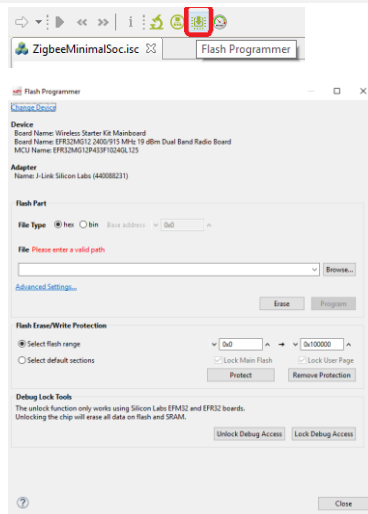 ZigbeeMinimalSoc.isc
Flash Programmer
Flash Programmer
Change Device
Device
Board Name: Wireless Starter Kit Mainboard
Board Name: EFR32MG12 2400/915 MHz 19 dBm Dual Band Radio Board
MCU Name: EFR32MG12P433F1024GL125
Adapter
Name: J-Link Silicon Labs (440088231)
Flash Part
File Type hex bin Base address 0x0
File Please enter a valid path
Browse...
Advanced Settings...
Erase Program
Flash Erase/Write Protection
Select flash range 0x0 0x100000
Select default sections Lock Main Flash Lock User Page
Protect Remove Protection
Debug Lock Tools
The unlock function only works using Silicon Labs EFM32 and EFR32 boards.
Unlocking the chip will erase all data on flash and SRAM.
Unlock Debug Access Lock Debug Access
Close